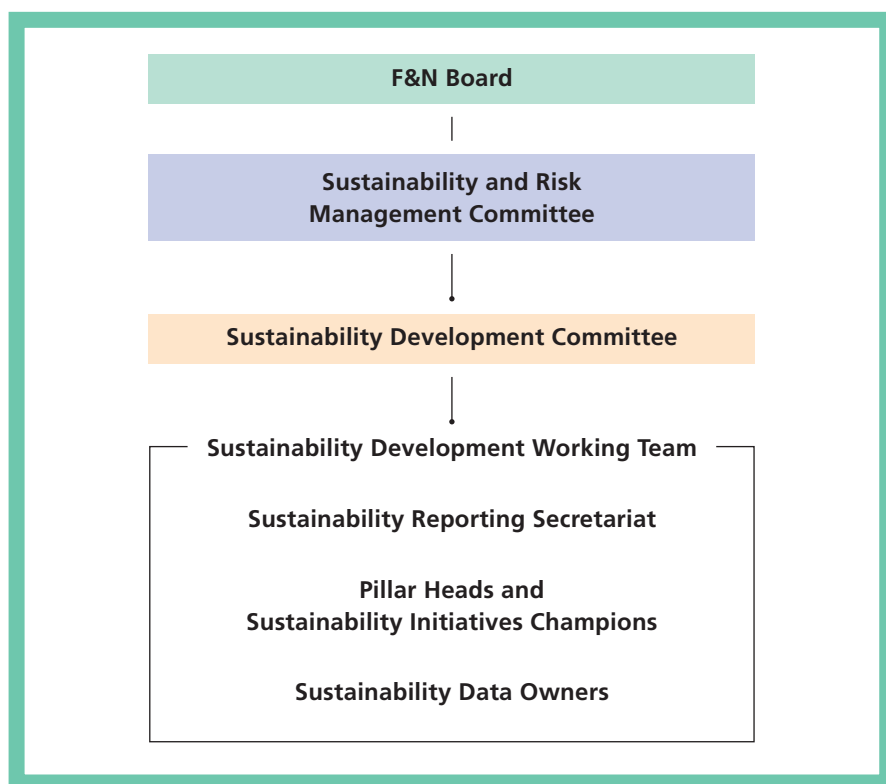 F&N Board
Sustainability and Risk
Management Committee
Sustainability Development Committee
Sustainability Development Working Team
Sustainability Reporting Secretariat
Pillar Heads and
Sustainability Initiatives Champions
Sustainability Data Owners